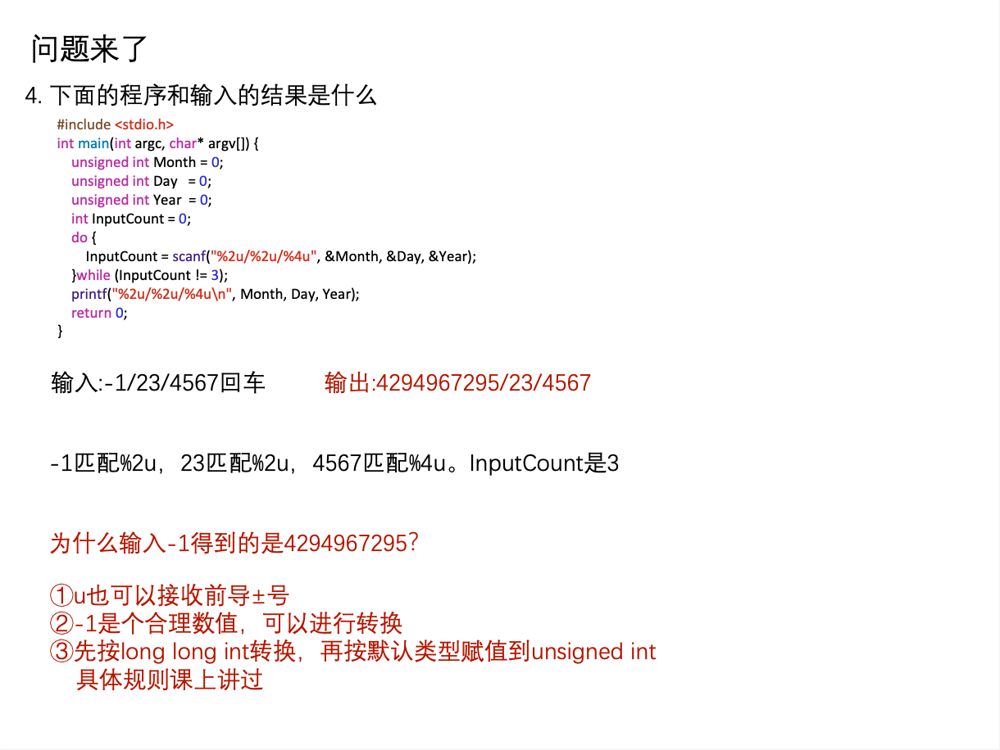 问题来了
4. 下面的程序和输入的结果是什么
#include <stdio.h>
int main(int argc, char* argv[]) {
unsigned int Month = 0;
unsigned int Day = 0;
unsigned int Year = 0;
int InputCount = 0;
do {
InputCount = scanf("%2u/%2u/%4u", &Month, &Day, &Year);
}while (InputCount != 3);
printf("%2u/%2u/%4u\n", Month, Day, Year);
return 0;
}
输入:-1/23/4567回车 输出:4294967295/23/4567
-1匹配%2u，23匹配%2u，4567匹配%4u。InputCount是3
为什么输入-1得到的是4294967295？
①u也可以接收前导±号
②-1是个合理数值，可以进行转换
③先按long long int转换，再按默认类型赋值到unsigned int
具体规则课上讲过